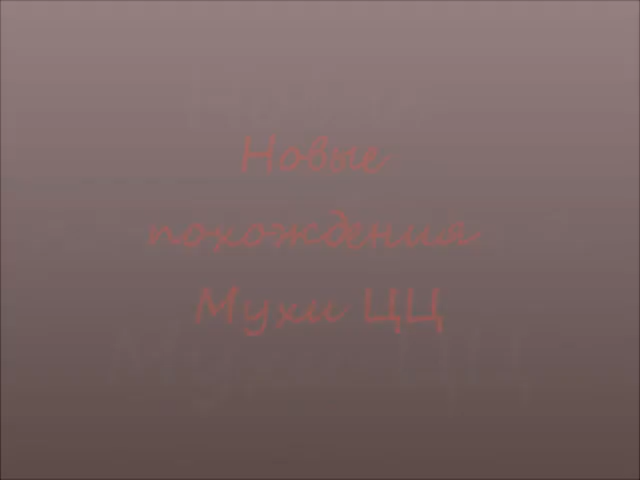 Новые
похождения
Мухи ЦЦ